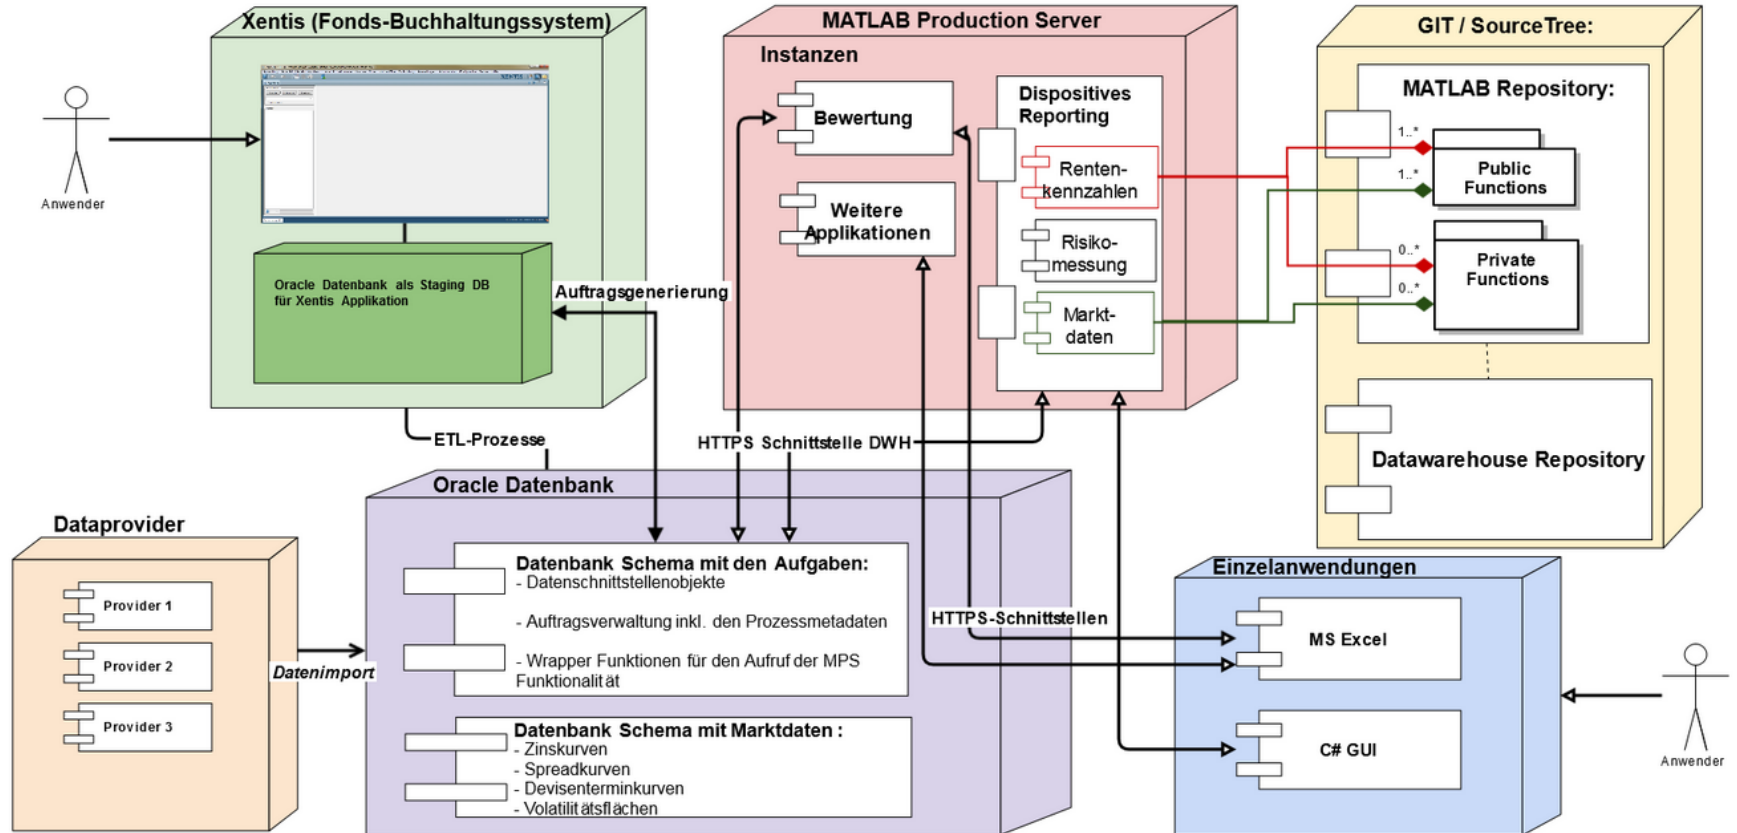 Xentis (Fonds-Buchhaltungssystem)
Anwender
Oracle Datenbank als Staging DB
für Xentis Applikation
Auftragsgenerierung
ETL-Prozesse
MATLAB Production Server
Instanzen
Bewertung
Weitere
Applikationen
Dispositives
Reporting
Renten-
kennzahlen
Risiko-
messung
Markt-
daten
HTTPS Schnittstelle DWH
GIT / SourceTree:
MATLAB Repository:
1..*
1..*
Public
Functions
0..*
0..*
Private
Functions
Datawarehouse Repository
Dataprovider
Provider 1
Provider 2
Provider 3
Datenimport
Oracle Datenbank
Datenbank Schema mit den Aufgaben:
- Datenschnittstellenobjekte
- Auftragsverwaltung inkl. den Prozessmetadaten
- Wrapper Funktionen für den Aufruf der MPS
Funktionalität
Datenbank Schema mit Marktdaten :
- Zinskurven
- Spreadkurven
- Devisenterminkurven
- Volatilitätsflächen
HTTPS-Schnittstellen
Einzelanwendungen
MS Excel
C# GUI
Anwender